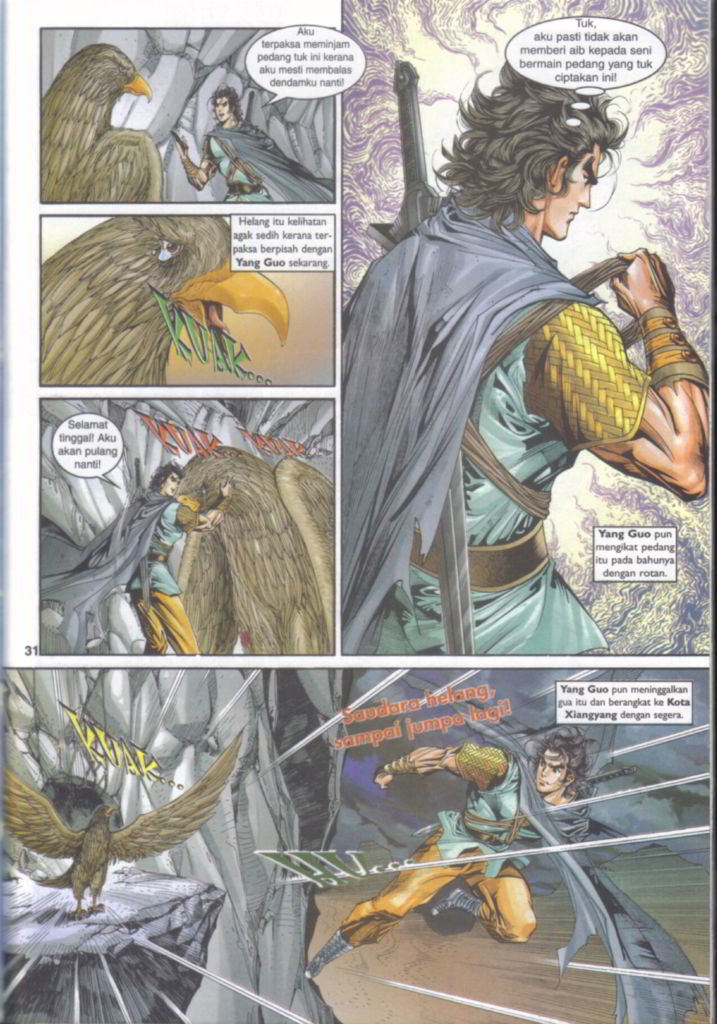 Aku
terpaksa meminjam
pedang tuk ini kerana
aku mesti membalas
dendamku nanti!
Helang itu kelihatan
agak sedih kerana ter-
paksa berpisah dengan
Yang Guo sekarang.
KUAK...
Selamat
tinggal! Aku
akan pulang
nanti!
KUAK... KUAK...
Tuk,
aku pasti tidak akan
memberi aib kepada seni
bermain pedang yang tuk
ciptakan ini!
Yang Guo pun
mengikat pedang
itu pada bahunya
dengan rotan.
31
KUAK...
Saudara helang,
sampai jumpa lagi!
Yang Guo pun meninggalkan
gua itu dan berangkat ke Kota
Xiangyang dengan segera.